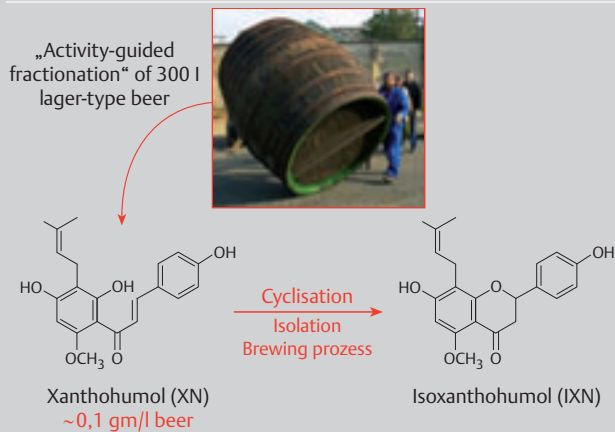 „Activity-guided
fractionation“ of 300 l
lager-type beer
HO
OH
OH
OCH₃
O
Cyclisation
Isolation
Brewing prozess
HO
O
OH
OCH₃
O
Xanthohumol (XN)
~0,1 gm/l beer
Isoxanthohumol (IXN)